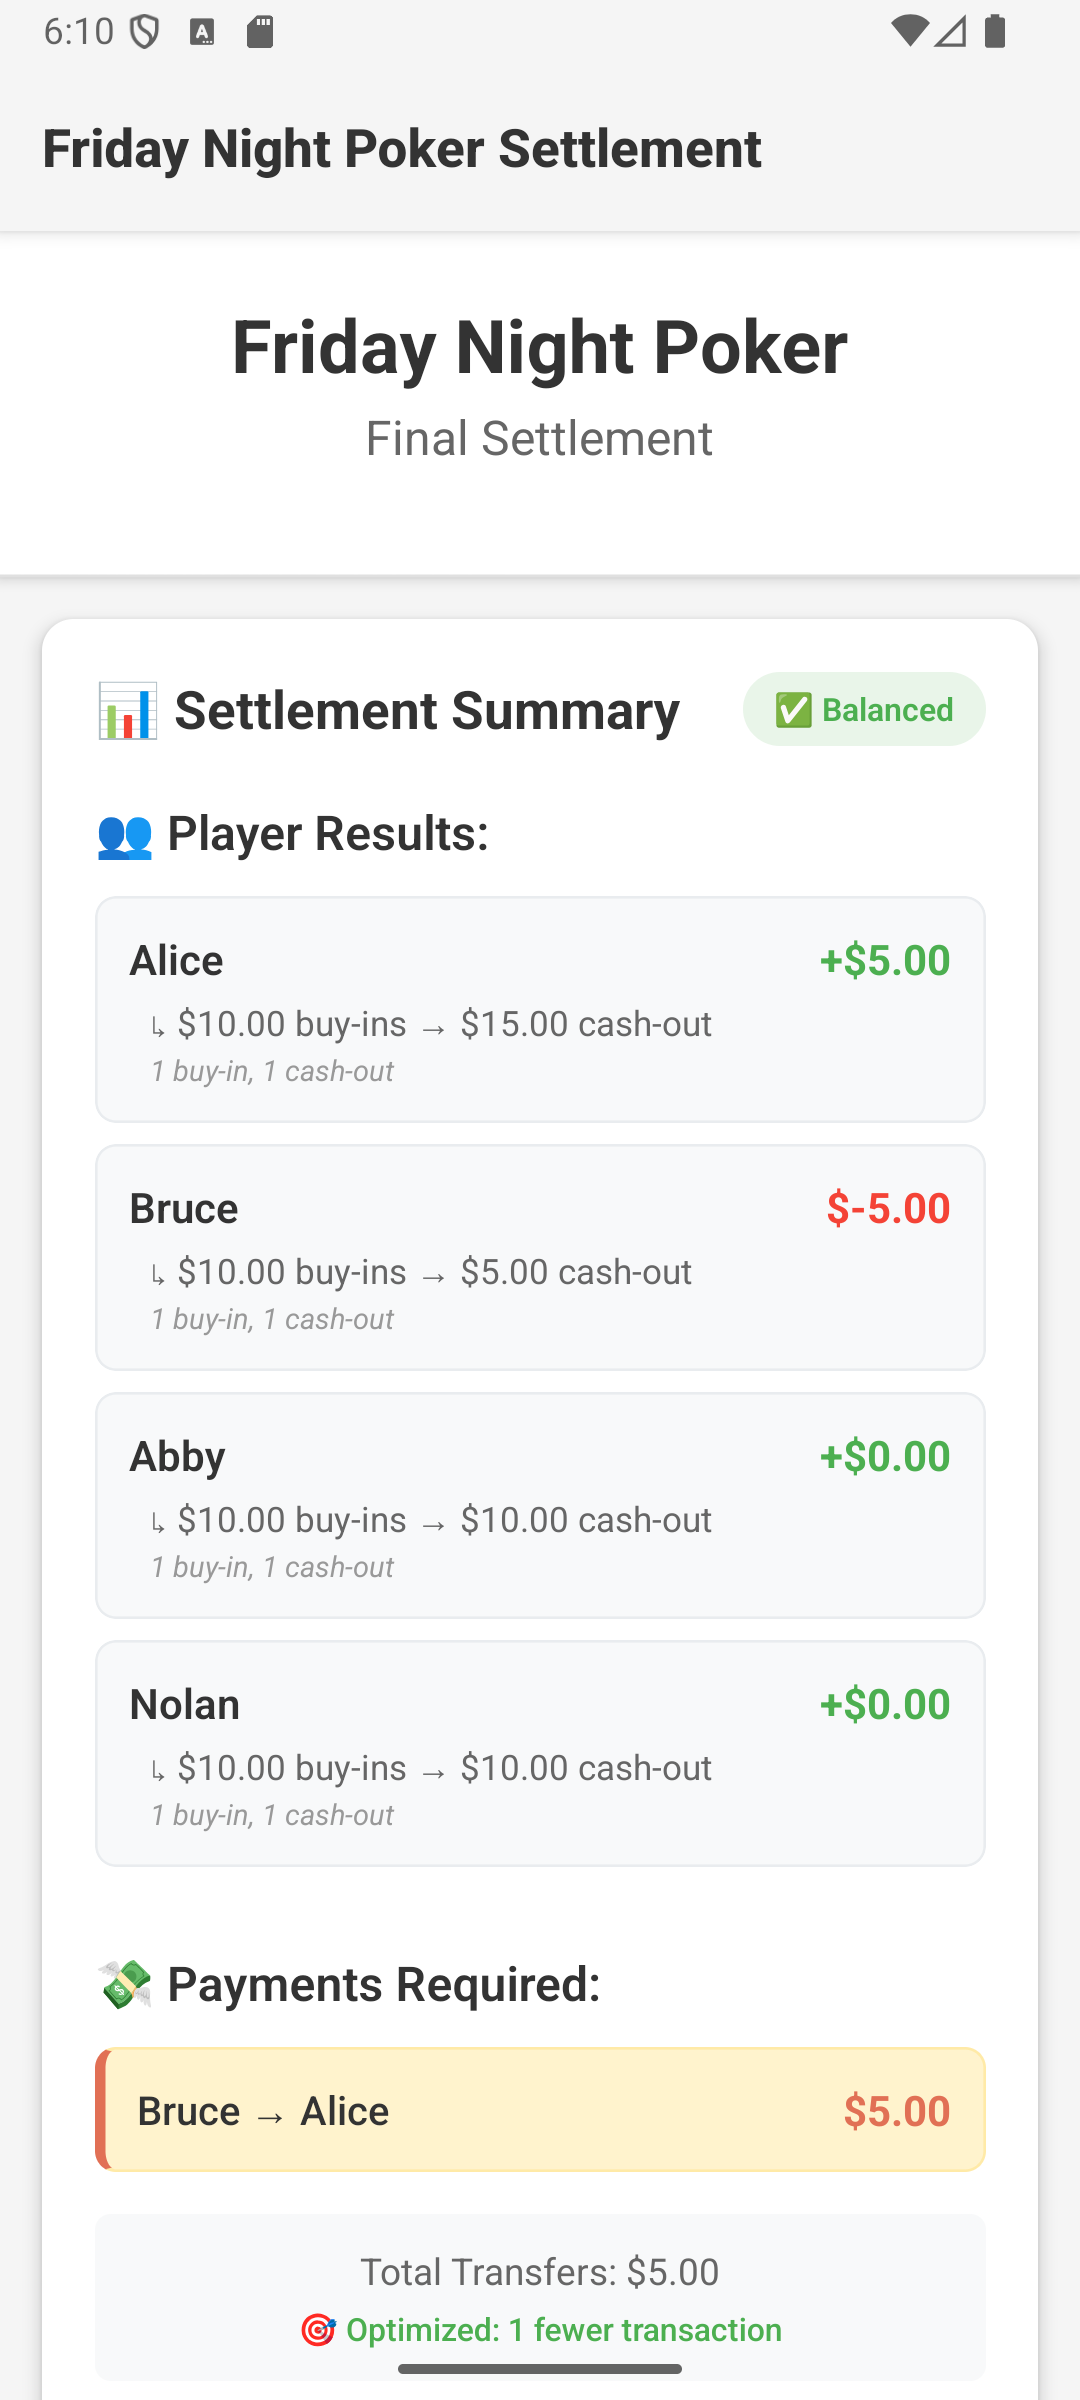 6:10
Friday Night Poker Settlement
Friday Night Poker
Final Settlement
📊 Settlement Summary
✅ Balanced
👥 Player Results:
Alice
+$5.00
↳ $10.00 buy-ins → $15.00 cash-out
1 buy-in, 1 cash-out
Bruce
$-5.00
↳ $10.00 buy-ins → $5.00 cash-out
1 buy-in, 1 cash-out
Abby
+$0.00
↳ $10.00 buy-ins → $10.00 cash-out
1 buy-in, 1 cash-out
Nolan
+$0.00
↳ $10.00 buy-ins → $10.00 cash-out
1 buy-in, 1 cash-out
💸 Payments Required:
Bruce → Alice
$5.00
Total Transfers: $5.00
🎯 Optimized: 1 fewer transaction